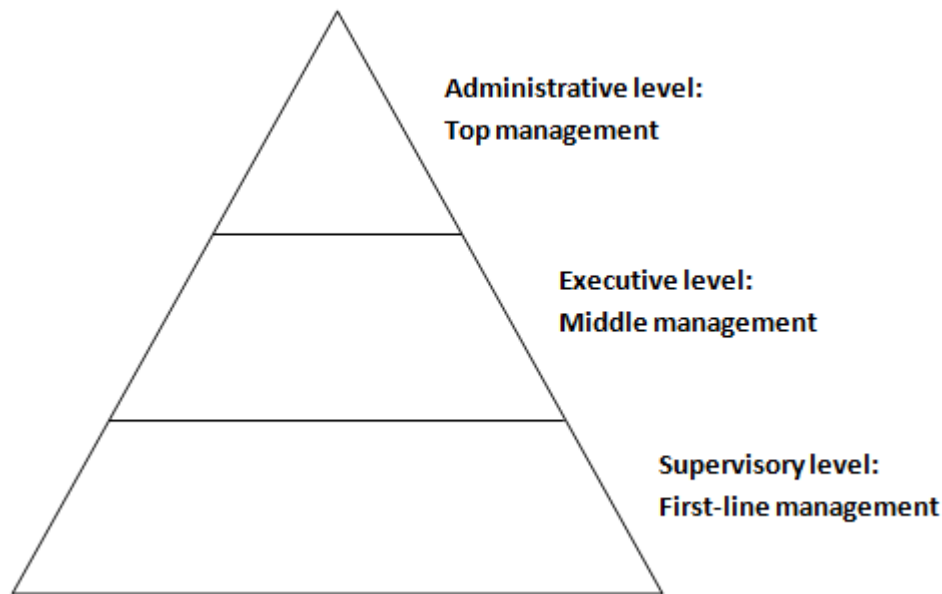 Administrative level:
Top management
Executive level:
Middle management
Supervisory level:
First-line management